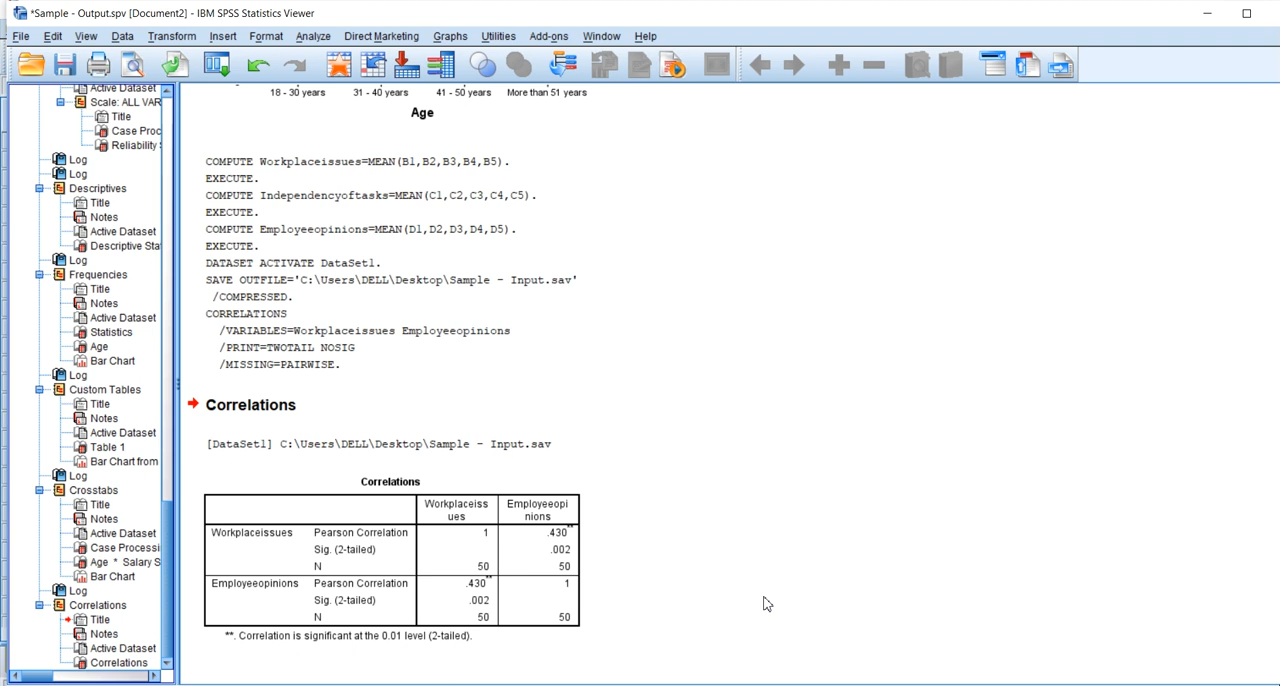 *Sample - Output.spv [Document2] - IBM SPSS Statistics Viewer
File Edit View Data Transform Insert Format Analyze Direct Marketing Graphs Utilities Add-ons Window Help
Active Dataset
Scale: ALL VAR
Title
Case Proc
Reliability
Log
Log
Descriptives
Title
Notes
Active Dataset
Descriptive Sta
Log
Frequencies
Title
Notes
Active Dataset
Statistics
Age
Bar Chart
Log
Custom Tables
Title
Notes
Active Dataset
Table 1
Bar Chart from
Log
Crosstabs
Title
Notes
Active Dataset
Case Processi
Age * Salary S
Bar Chart
Log
Correlations
Title
Notes
Active Dataset
Correlations
18 - 30 years 31 - 40 years 41 - 50 years More than 51 years
Age
COMPUTE Workplaceissues=MEAN(B1,B2,B3,B4,B5).
EXECUTE.
COMPUTE Independencyoftasks=MEAN(C1,C2,C3,C4,C5).
EXECUTE.
COMPUTE Employeeopinions=MEAN(D1,D2,D3,D4,D5).
EXECUTE.
DATASET ACTIVATE DataSet1.
SAVE OUTFILE='C:\Users\DELL\Desktop\Sample - Input.sav'
/COMPRESSED.
CORRELATIONS
/VARIABLES=Workplaceissues Employeeopinions
/PRINT=TWOTAIL NOSIG
/MISSING=PAIRWISE.
Correlations
[DataSet1] C:\Users\DELL\Desktop\Sample - Input.sav
Correlations
Workplaceiss Employeeopi
ues nions
Workplaceissues Pearson Correlation 1 .430**
Sig. (2-tailed) .002
N 50 50
Employeeopinions Pearson Correlation .430** 1
Sig. (2-tailed) .002
N 50 50
**. Correlation is significant at the 0.01 level (2-tailed).